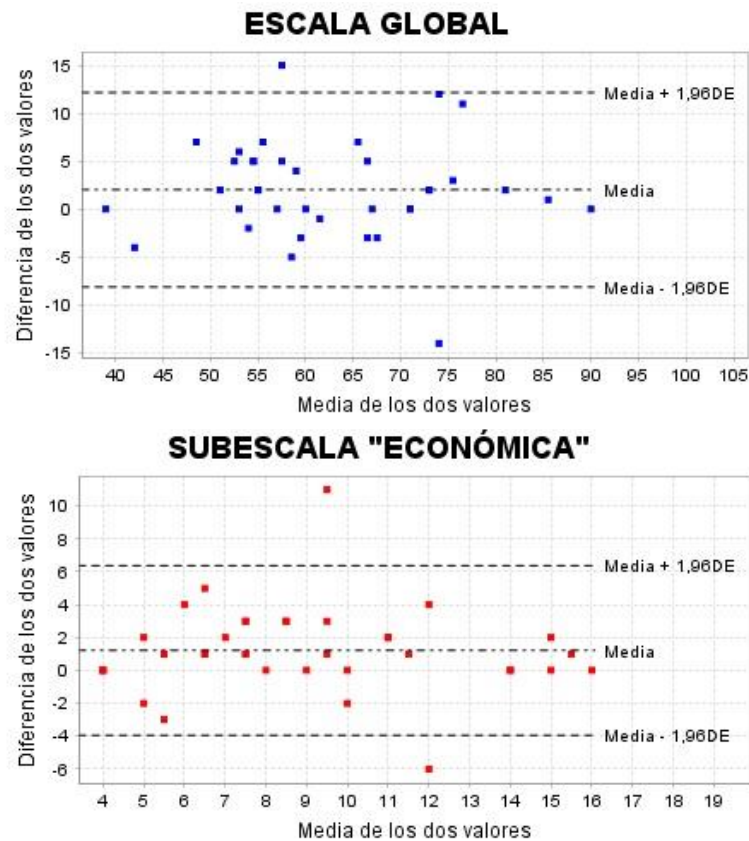 ESCALA GLOBAL
Diferencia de los dos valores
15
10
5
0
-5
-10
-15
Media + 1,96DE
Media
Media - 1,96DE
40 45 50 55 60 65 70 75 80 85 90 95 100 105
Media de los dos valores
SUBESCALA "ECONÓMICA"
Diferencia de los dos valores
10
8
6
4
2
0
-2
-4
-6
Media + 1,96DE
Media
Media - 1,96DE
4 5 6 7 8 9 10 11 12 13 14 15 16 17 18 19
Media de los dos valores